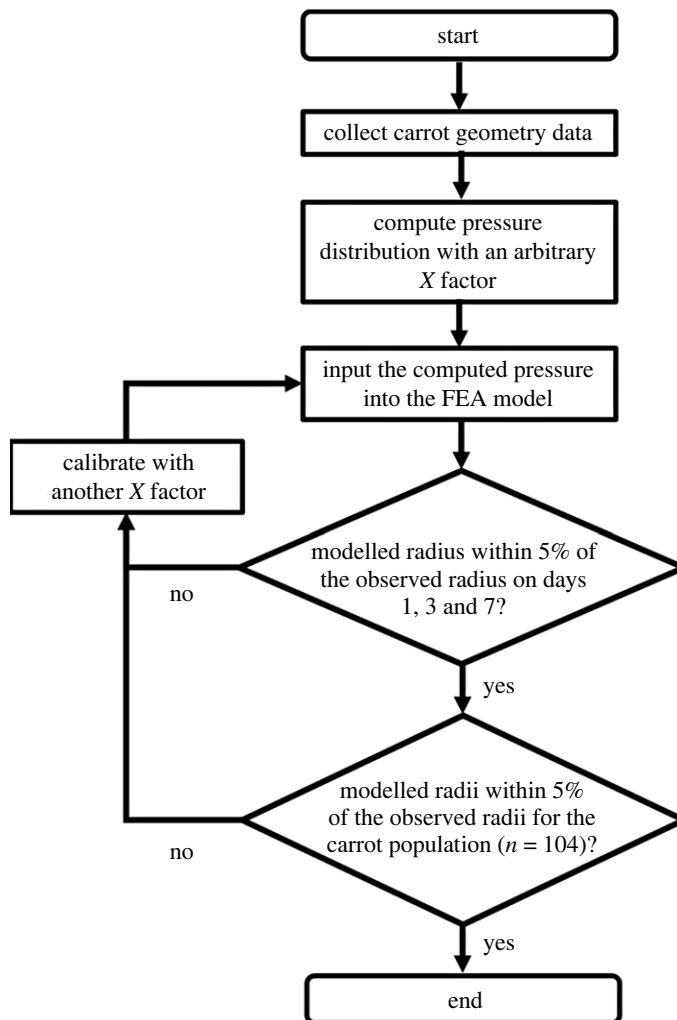 start
collect carrot geometry data
compute pressure
distribution with an arbitrary
X factor
input the computed pressure
into the FEA model
calibrate with
another X factor
modelled radius within 5% of
the observed radius on days
1, 3 and 7?
no
yes
modelled radii within 5%
of the observed radii for the
carrot population (n = 104)?
no
yes
end